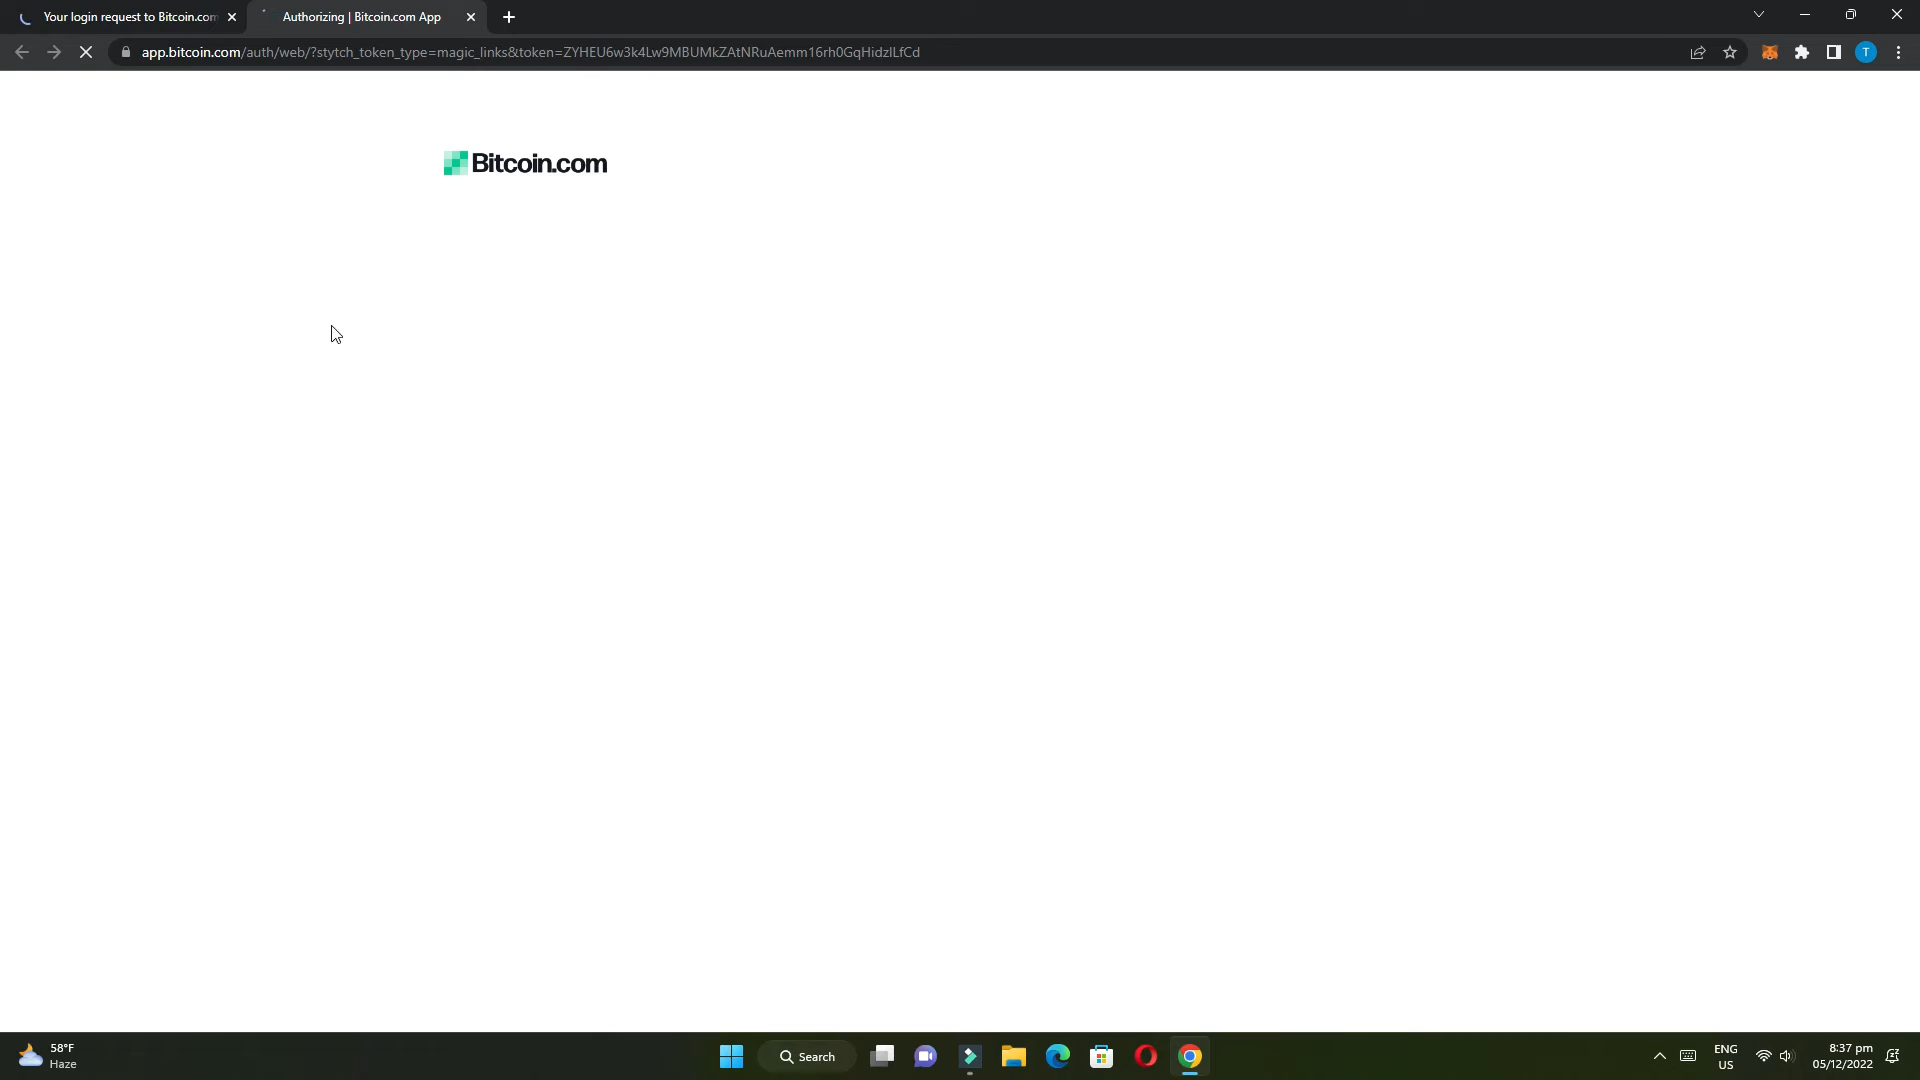 Your login request to Bitcoin.com
Authorizing | Bitcoin.com App
app.bitcoin.com/auth/web/?stytch_token_type=magic_links&token=ZYHEU6w3k4Lw9MBUMkZAtNRuAemm16rh0GqHidzlLfCd
T
Bitcoin.com
58°F
Haze
Search
ENG
US
8:37 pm
05/12/2022